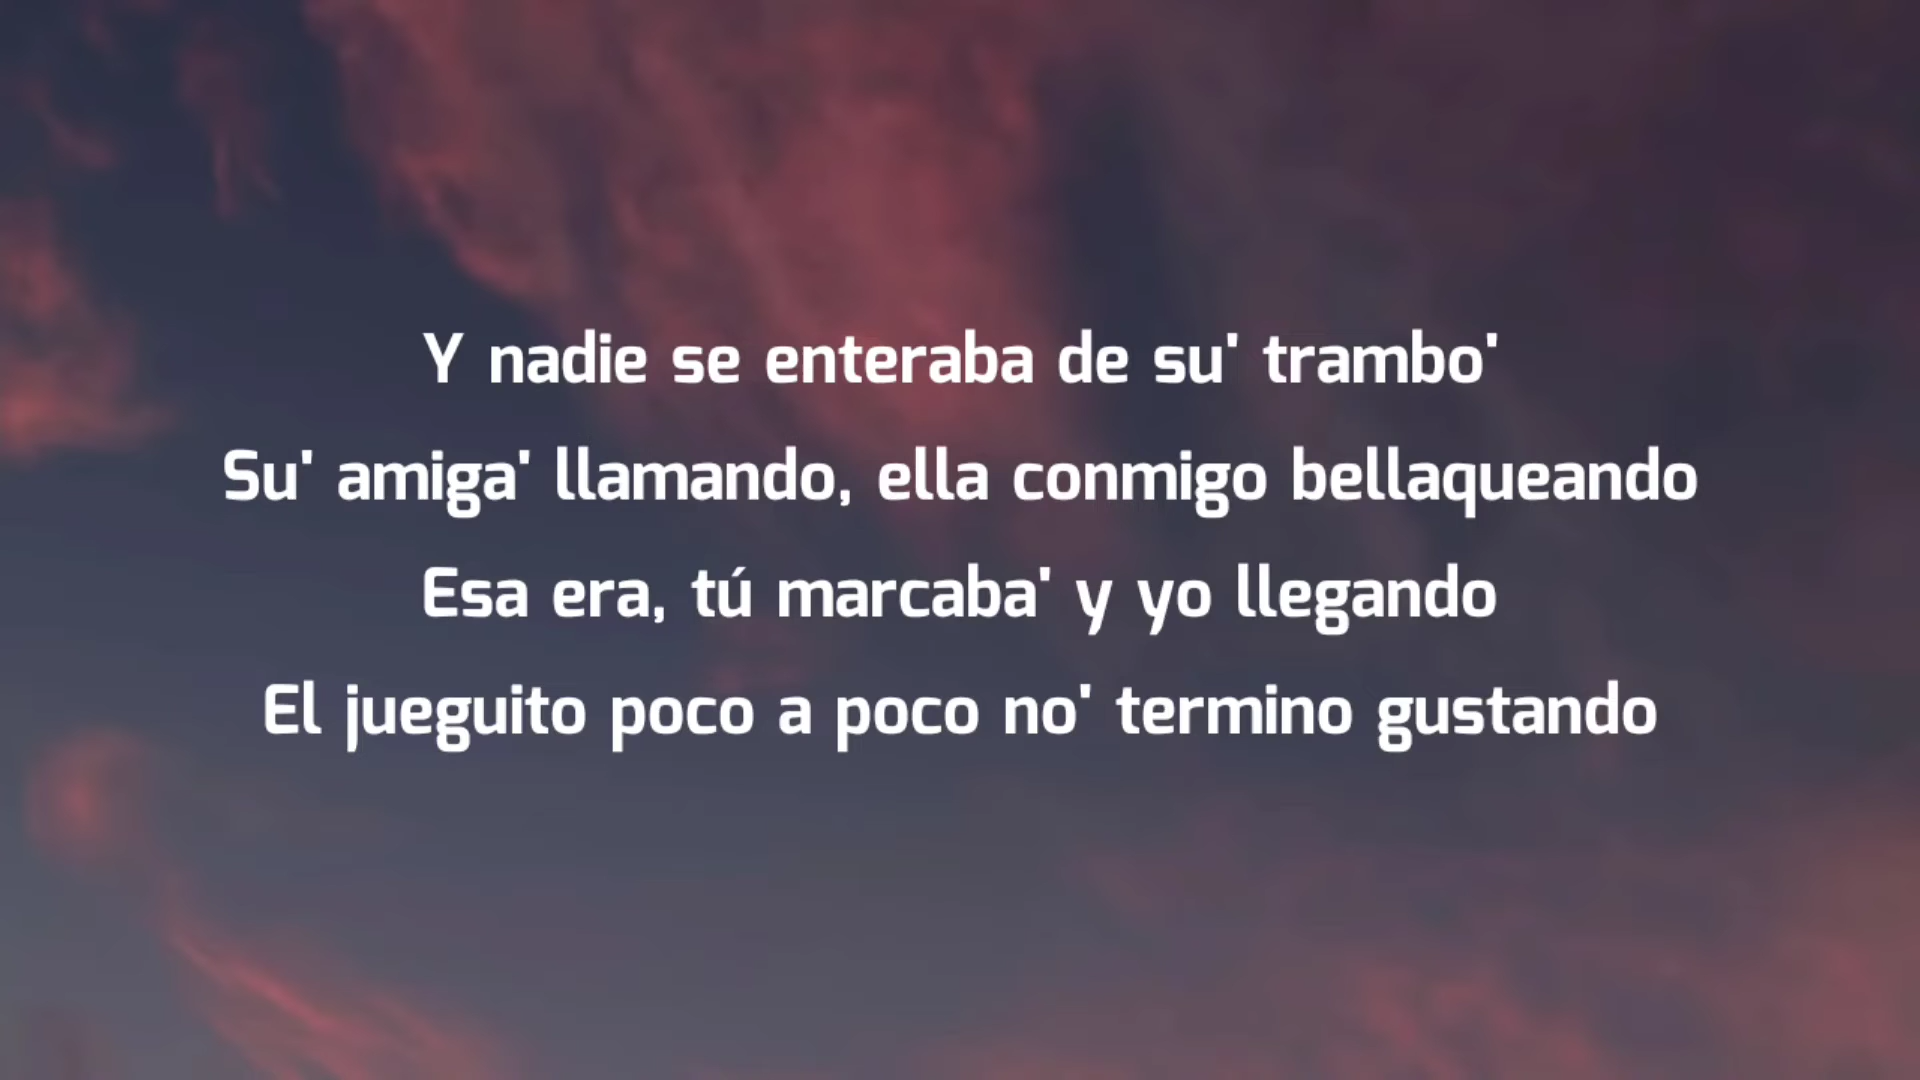 Y nadie se enteraba de su' trambo'
Su' amiga' llamando, ella conmigo bellaqueando
Esa era, tú marcaba' y yo llegando
El jueguito poco a poco no' termino gustando